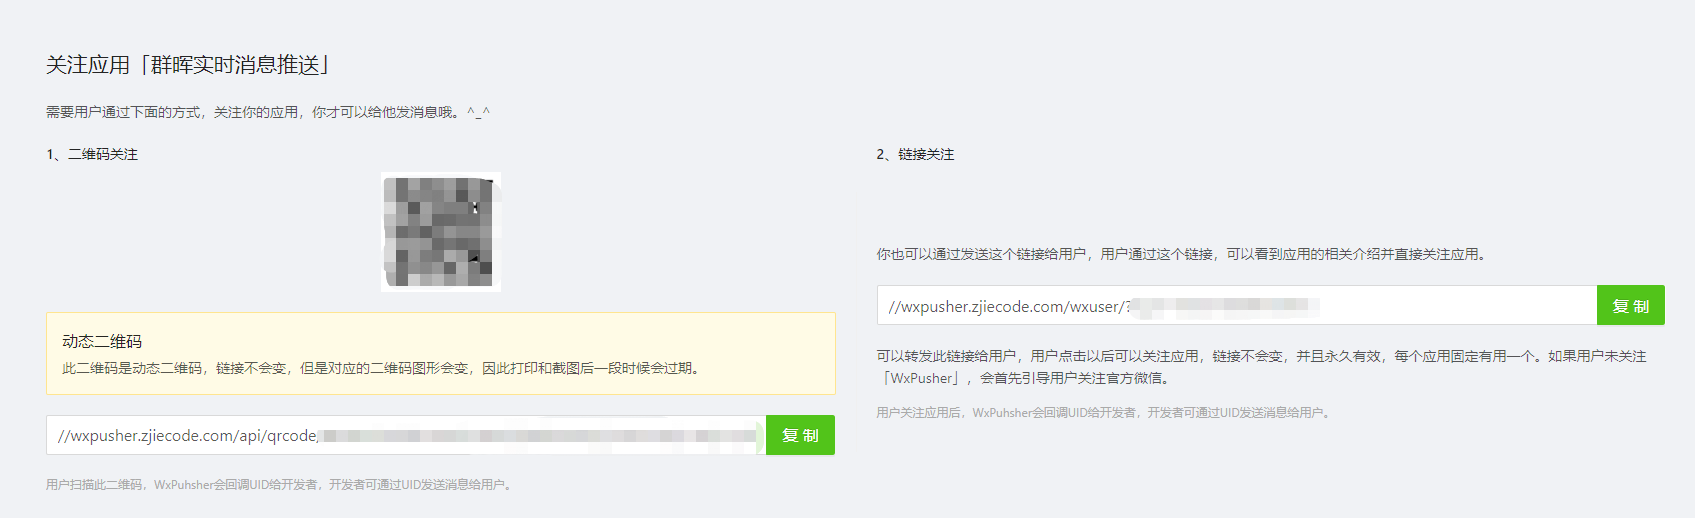 关注应用「群晖实时消息推送」
需要用户通过下面的方式，关注你的应用，你才可以给他发消息哦。^_^
1、二维码关注
动态二维码
此二维码是动态二维码，链接不会变，但是对应的二维码图形会变，因此打印和截图后一段时候会过期。
//wxpusher.zjiecode.com/api/qrcode/
复 制
用户扫描此二维码，WxPuhsher会回调UID给开发者，开发者可通过UID发送消息给用户。
2、链接关注
你也可以通过发送这个链接给用户，用户通过这个链接，可以看到应用的相关介绍并直接关注应用。
//wxpusher.zjiecode.com/wxuser/?
复 制
可以转发此链接给用户，用户点击以后可以关注应用，链接不会变，并且永久有效，每个应用固定有用一个。如果用户未关注
「WxPusher」，会首先引导用户关注官方微信。
用户关注应用后，WxPuhsher会回调UID给开发者，开发者可通过UID发送消息给用户。